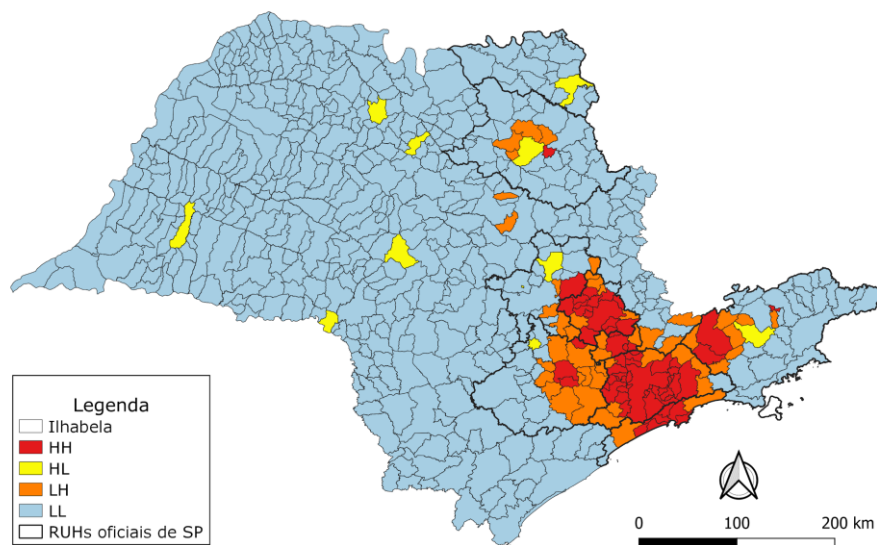 Legenda
Ilhabela
HH
HL
LH
LL
RUHs oficiais de SP
0 100 200 km